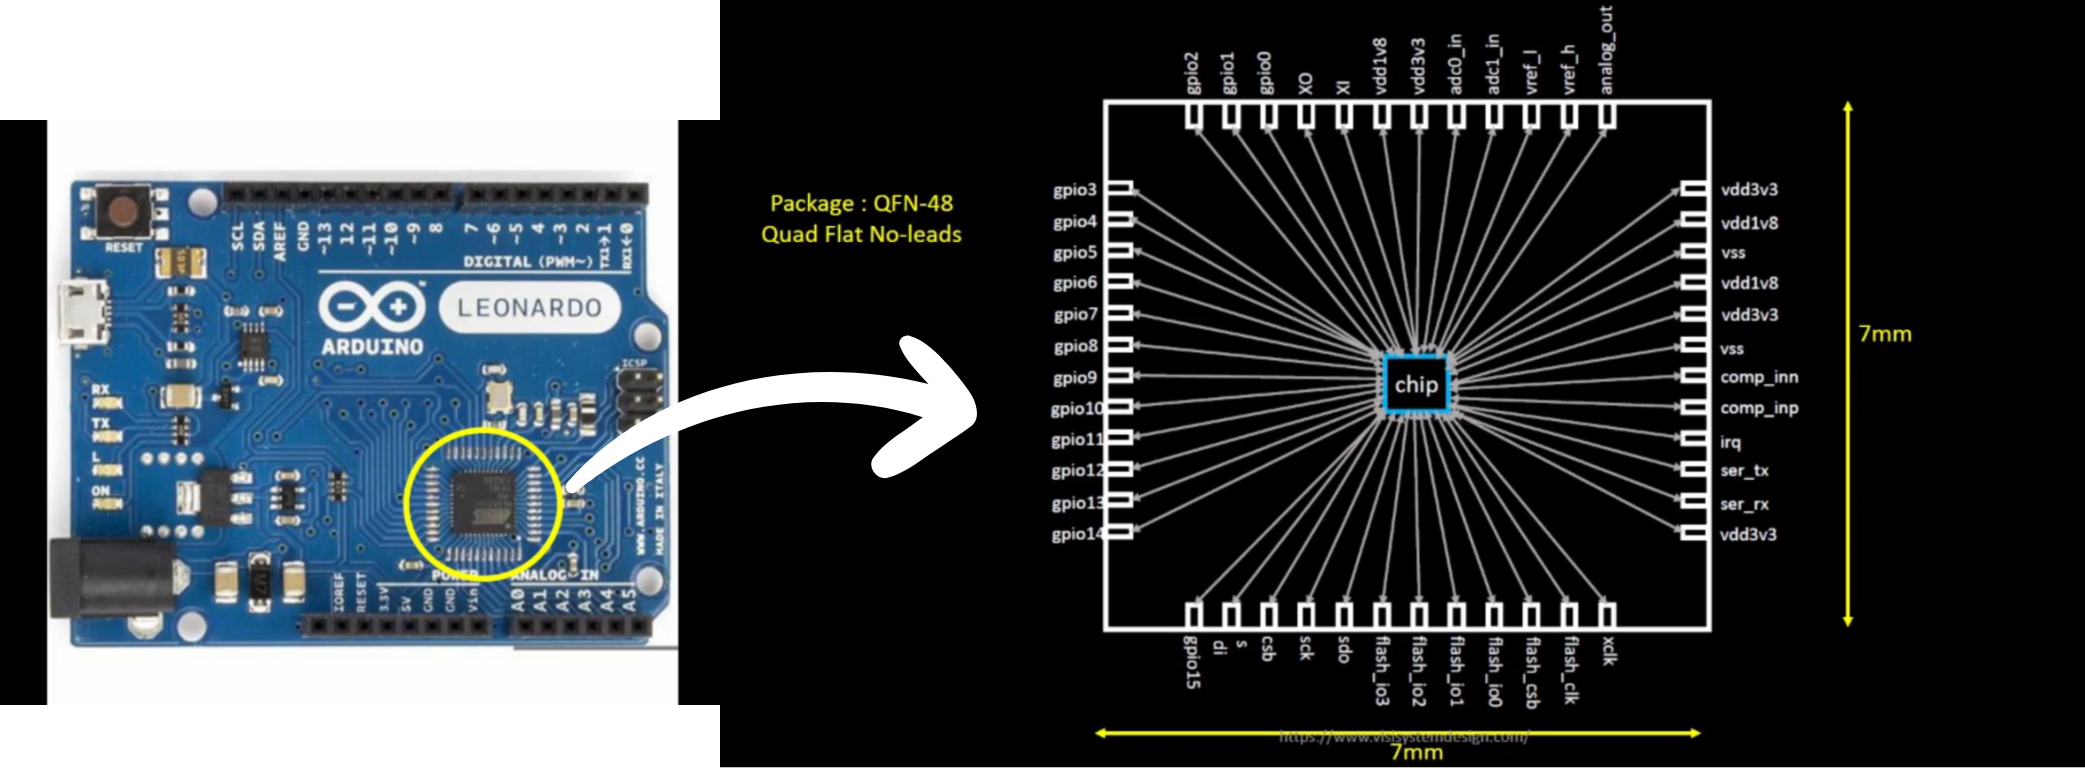 RESET
SCL
SDA
AREF
GND
~13
12
~11
~10
~9
8
7
~6
~5
4
~3
2
TX→1
RX←0
DIGITAL (PWM~)
LEONARDO
ARDUINO
ICSP
RX
TX
L
ON
WWW.ARDUINO.CC
MADE IN ITALY
IOREF
RESET
3.3V
5V
GND
GND
Vin
POWER
ANALOG IN
A0
A1
A2
A3
A4
A5
Package : QFN-48
Quad Flat No-leads
gpio2
gpio1
gpio0
XO
XI
vdd1v8
vdd3v3
adc0_in
adc1_in
vref_l
vref_h
analog_out
gpio3
gpio4
gpio5
gpio6
gpio7
gpio8
gpio9
gpio10
gpio11
gpio12
gpio13
gpio14
chip
vdd3v3
vdd1v8
vss
vdd1v8
vdd3v3
vss
comp_inn
comp_inp
irq
ser_tx
ser_rx
vdd3v3
7mm
gpio15
s
di
csb
sck
sdo
flash_io3
flash_io2
flash_io1
flash_io0
flash_csb
flash_clk
xclk
https://www.vlsisystemdesign.com/
7mm